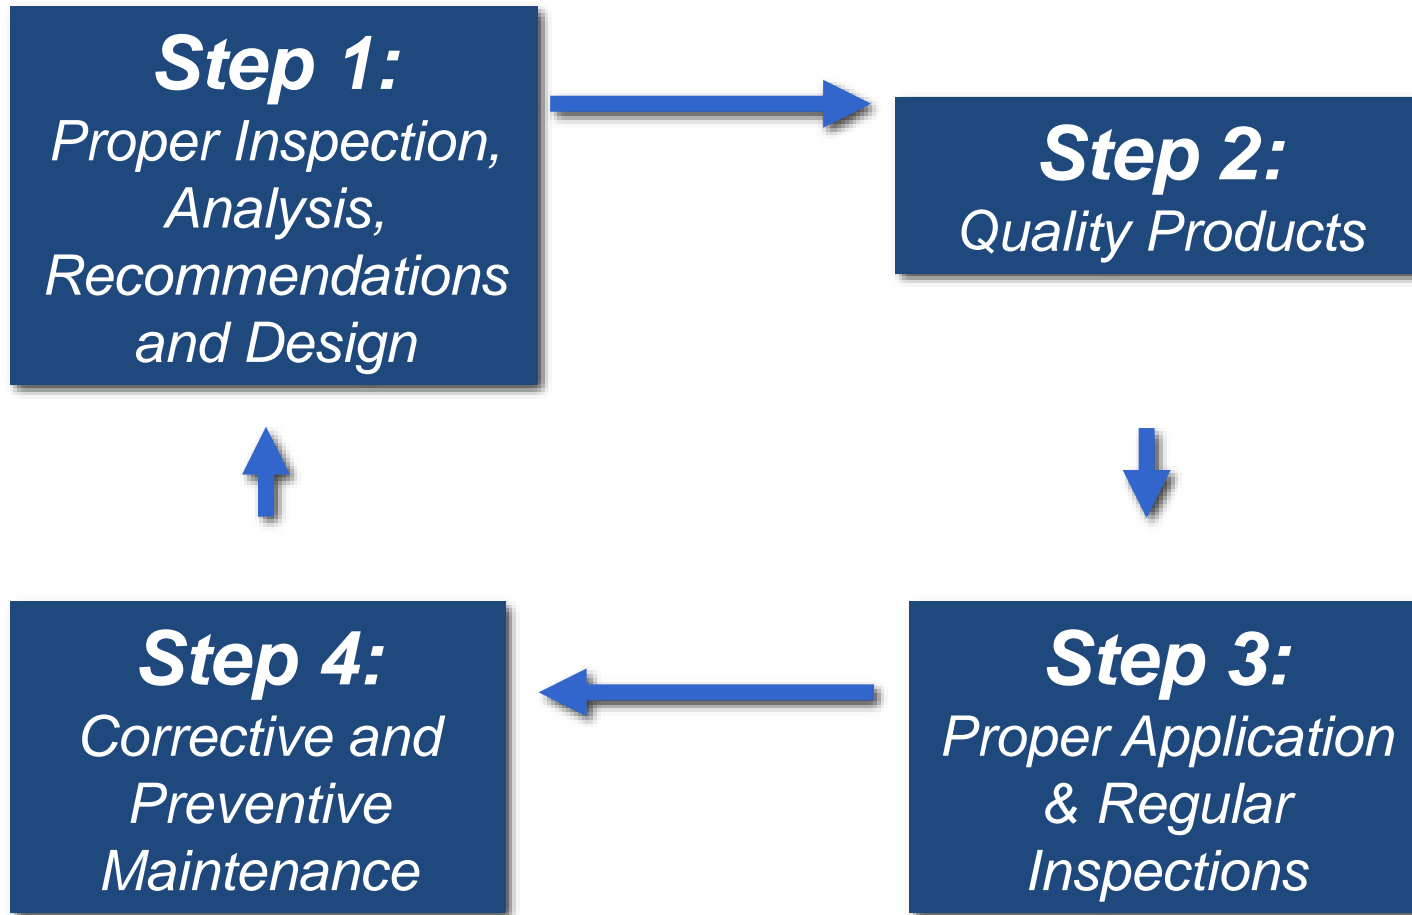 Step 1:
Proper Inspection,
Analysis,
Recommendations
and Design
Step 2:
Quality Products
Step 3:
Proper Application
& Regular
Inspections
Step 4:
Corrective and
Preventive
Maintenance